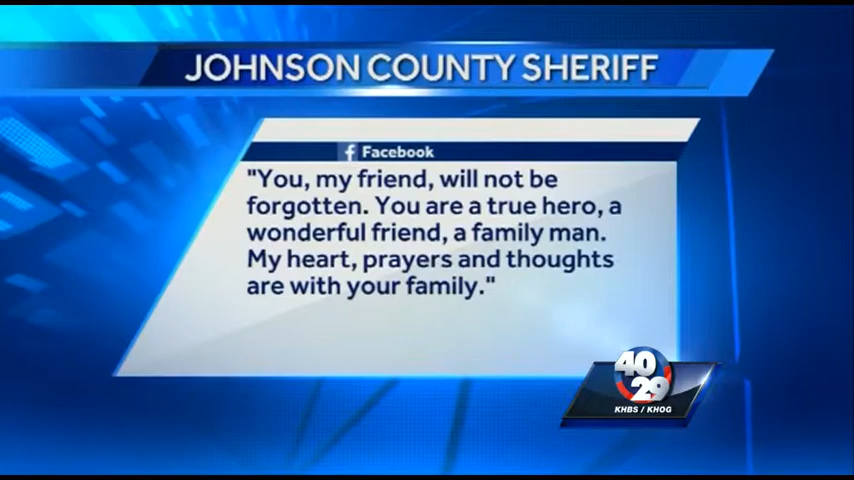 JOHNSON COUNTY SHERIFF
f Facebook
"You, my friend, will not be
forgotten. You are a true hero, a
wonderful friend, a family man.
My heart, prayers and thoughts
are with your family."
40
29
KHBS / KHOG